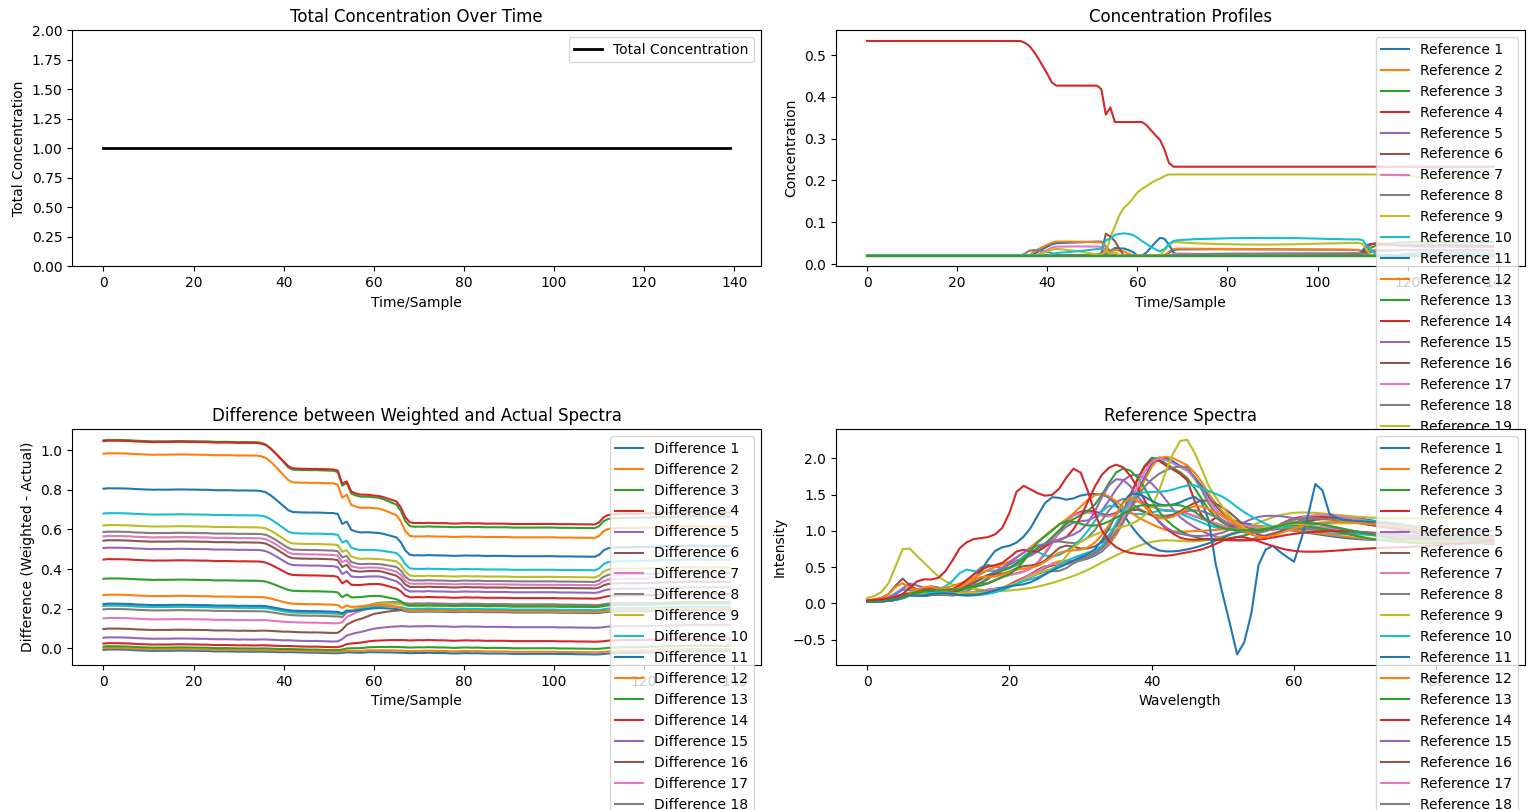 Total Concentration Over Time
Total Concentration
2.00
1.75
1.50
1.25
1.00
0.75
0.50
0.25
0.00
Total Concentration
0
20
40
60
80
100
120
140
Time/Sample
Concentration Profiles
Concentration
0.5
0.4
0.3
0.2
0.1
0.0
0
20
40
60
80
100
120
Time/Sample
Reference 1
Reference 2
Reference 3
Reference 4
Reference 5
Reference 6
Reference 7
Reference 8
Reference 9
Reference 10
Reference 11
Reference 12
Reference 13
Reference 14
Reference 15
Reference 16
Reference 17
Reference 18
Reference 19
Difference between Weighted and Actual Spectra
Difference (Weighted - Actual)
1.0
0.8
0.6
0.4
0.2
0.0
0
20
40
60
80
100
120
Time/Sample
Difference 1
Difference 2
Difference 3
Difference 4
Difference 5
Difference 6
Difference 7
Difference 8
Difference 9
Difference 10
Difference 11
Difference 12
Difference 13
Difference 14
Difference 15
Difference 16
Difference 17
Difference 18
Reference Spectra
Intensity
2.0
1.5
1.0
0.5
0.0
−0.5
0
20
40
60
Wavelength
Reference 1
Reference 2
Reference 3
Reference 4
Reference 5
Reference 6
Reference 7
Reference 8
Reference 9
Reference 10
Reference 11
Reference 12
Reference 13
Reference 14
Reference 15
Reference 16
Reference 17
Reference 18